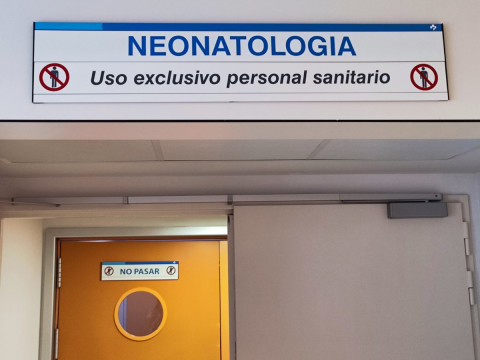 NEONATOLOGIA
Uso exclusivo personal sanitario
NO PASAR